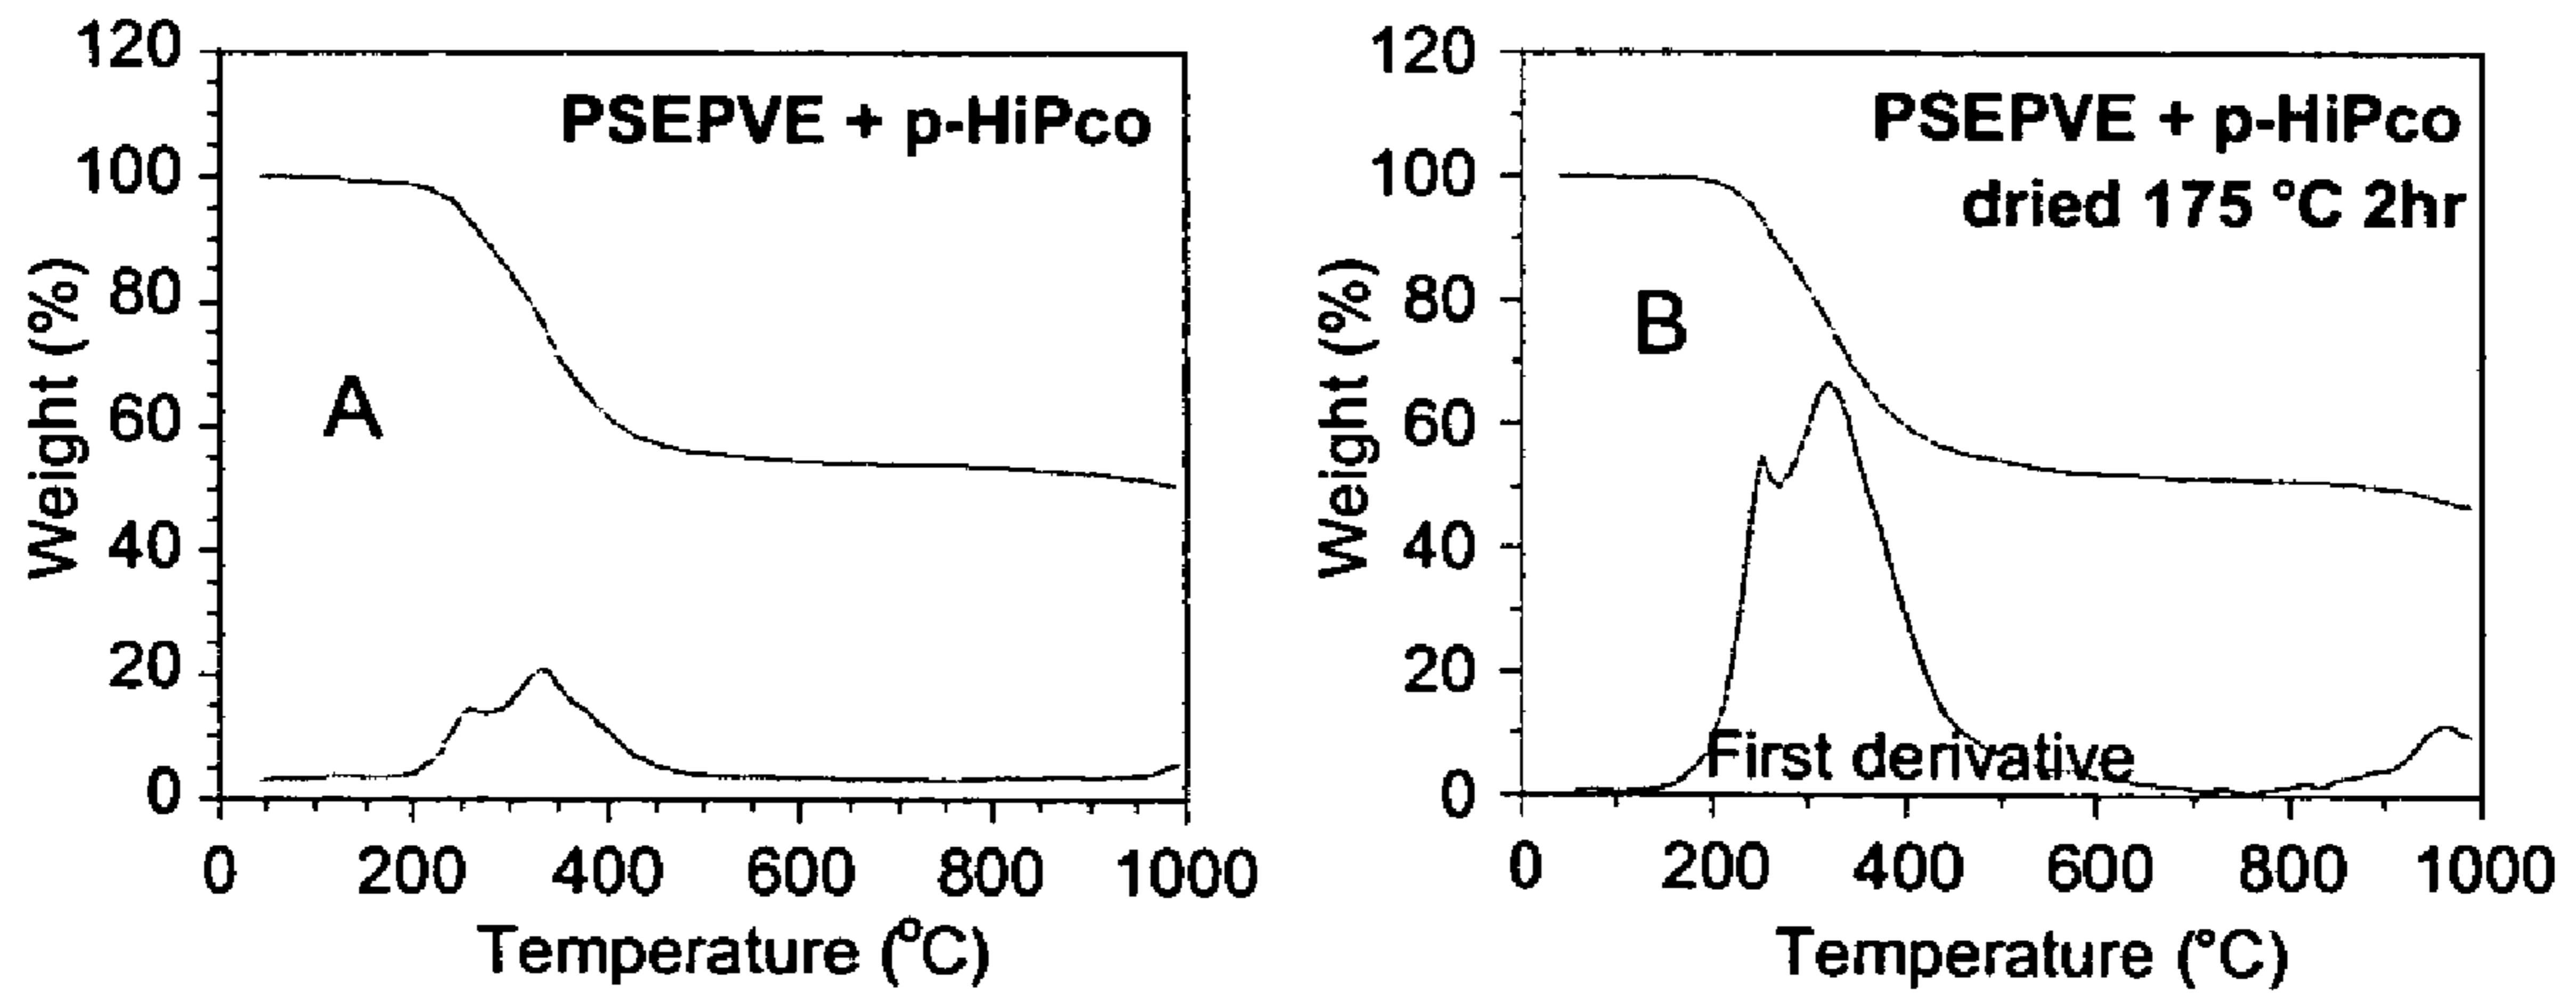 PSEPVE + p-HiPco
A
Weight (%)
120
100
80
60
40
20
0
0 200 400 600 800 1000
Temperature (°C)
PSEPVE + p-HiPco
dried 175 °C 2hr
B
First derivative
Weight (%)
120
100
80
60
40
20
0
0 200 400 600 800 1000
Temperature (°C)